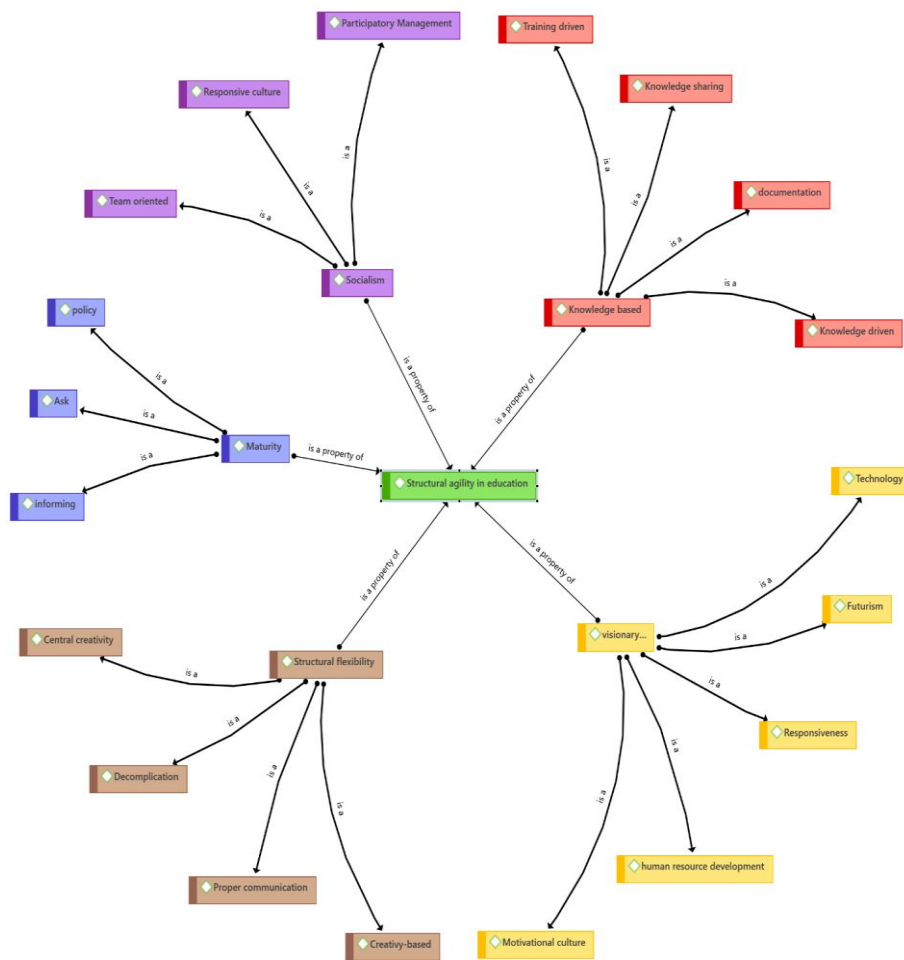 Participatory Management
Training driven
Responsive culture
Knowledge sharing
Team oriented
documentation
is a
is a
is a
is a
is a
is a
is a
Socialism
Knowledge based
Knowledge driven
policy
is a
Ask
is a
is a property of
is a property of
Maturity
is a property of
is a
informing
Structural agility in education
Technology
is a property of
is a property of
is a
Futurism
Central creativity
Structural flexibility
visionary...
is a
is a
is a
Responsiveness
is a
Decomplication
is a
is a
is a
is a
human resource development
Proper communication
Creativy-based
Motivational culture